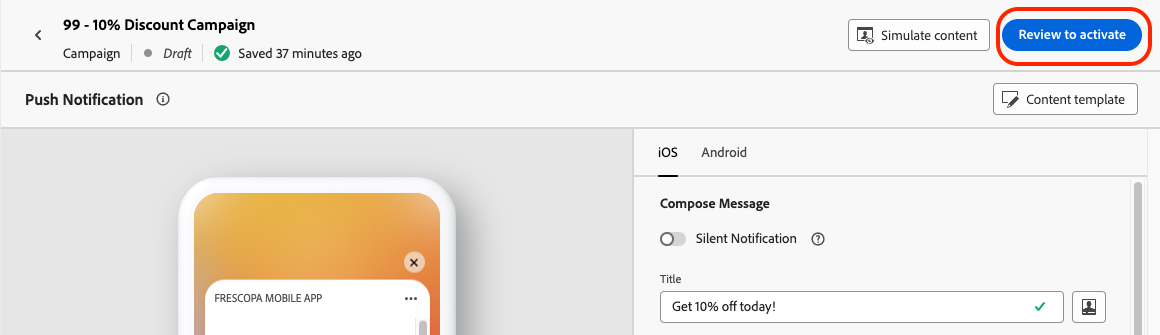 99 - 10% Discount Campaign
Campaign Draft Saved 37 minutes ago
Simulate content
Review to activate
Push Notification
Content template
iOS Android
Compose Message
Silent Notification
Title
Get 10% off today!
FRESCOPA MOBILE APP